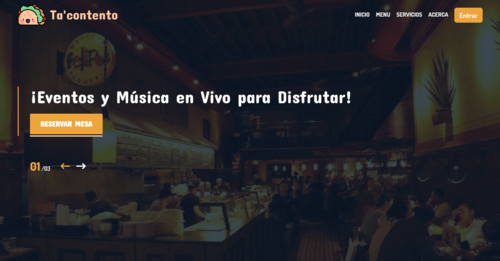 Ta'contento
INICIO MENU SERVICIOS ACERCA Entrar
¡Eventos y Música en Vivo para Disfrutar!
RESERVAR MESA
01/03